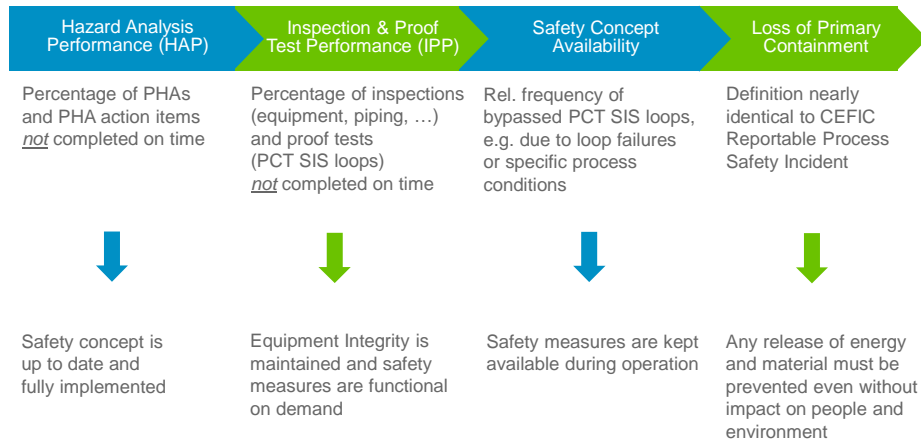 Hazard Analysis
Performance (HAP)
Inspection & Proof
Test Performance (IPP)
Safety Concept
Availability
Loss of Primary
Containment
Percentage of PHAs
and PHA action items
not completed on time
Percentage of inspections
(equipment, piping, …)
and proof tests
(PCT SIS loops)
not completed on time
Rel. frequency of
bypassed PCT SIS loops,
e.g. due to loop failures
or specific process
conditions
Definition nearly
identical to CEFIC
Reportable Process
Safety Incident
Safety concept is
up to date and
fully implemented
Equipment Integrity is
maintained and safety
measures are functional
on demand
Safety measures are kept
available during operation
Any release of energy
and material must be
prevented even without
impact on people and
environment